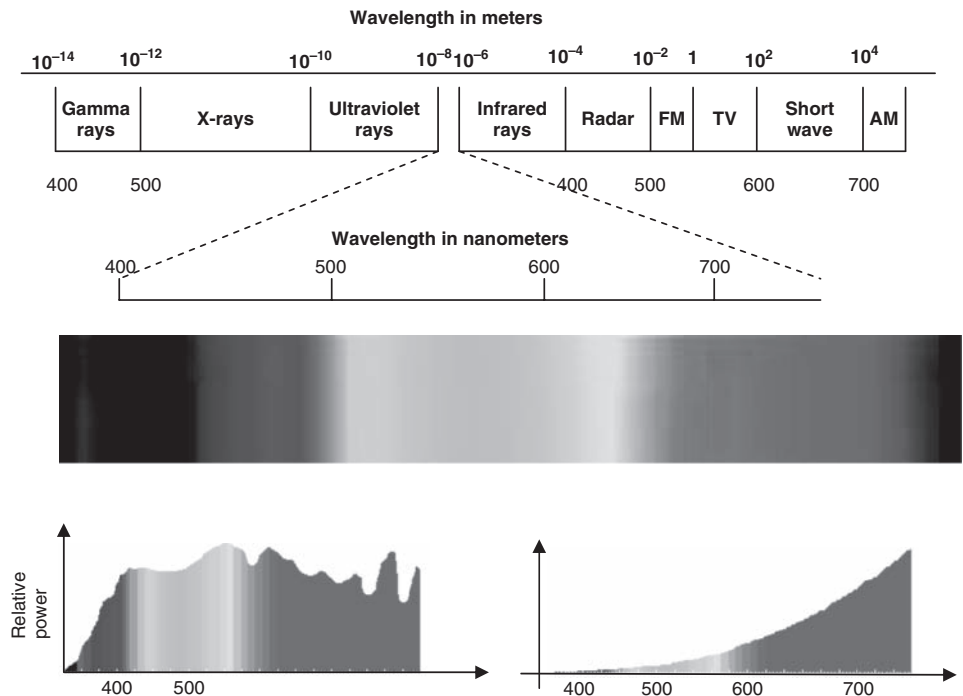 Wavelength in meters
10⁻¹⁴ 10⁻¹² 10⁻¹⁰ 10⁻⁸ 10⁻⁶ 10⁻⁴ 10⁻² 1 10² 10⁴
Gamma rays X-rays Ultraviolet rays Infrared rays Radar FM TV Short wave AM
400 500 400 500 600 700
Wavelength in nanometers
400 500 600 700
Relative power
400 500
400 500 600 700